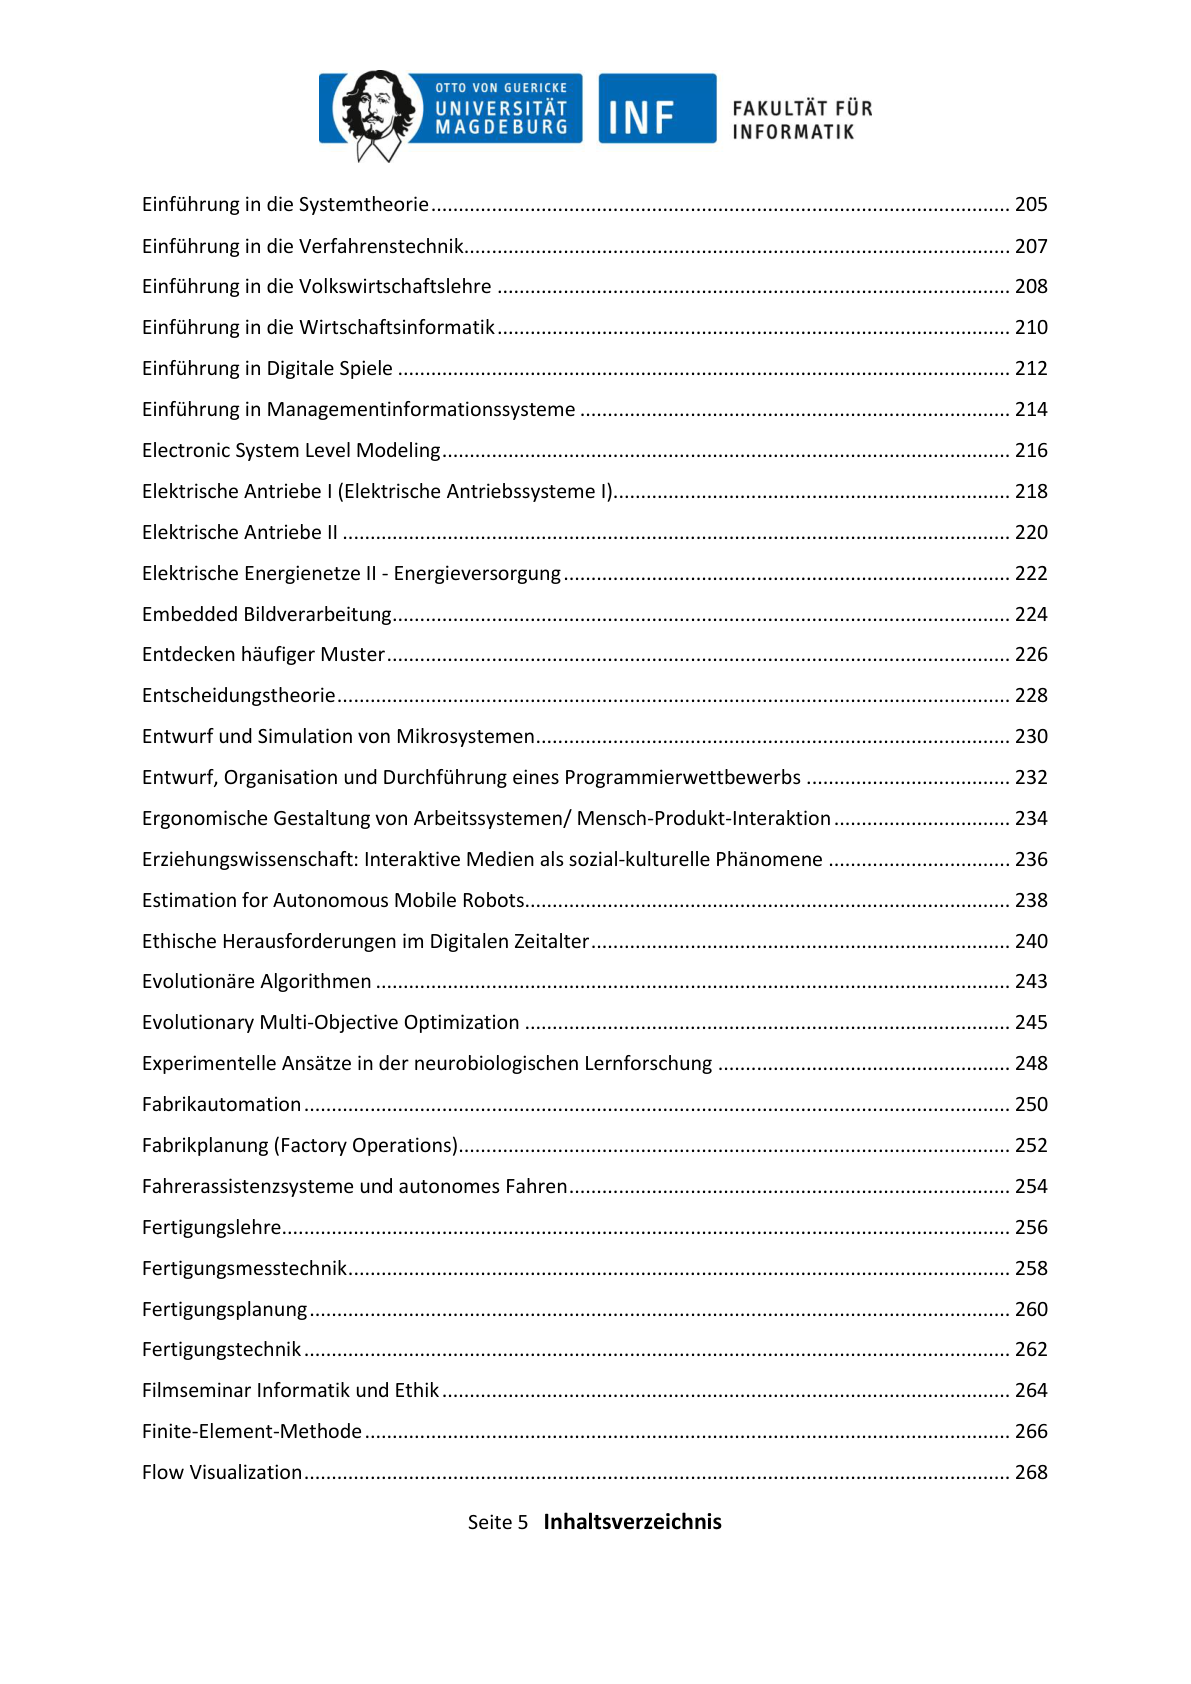 OTTO VON GUERICKE
UNIVERSITÄT
MAGDEBURG
INF
FAKULTÄT FÜR
INFORMATIK
Einführung in die Systemtheorie ........ 205
Einführung in die Verfahrenstechnik ........ 207
Einführung in die Volkswirtschaftslehre ........ 208
Einführung in die Wirtschaftsinformatik ........ 210
Einführung in Digitale Spiele ........ 212
Einführung in Managementinformationssysteme ........ 214
Electronic System Level Modeling ........ 216
Elektrische Antriebe I (Elektrische Antriebssysteme I) ........ 218
Elektrische Antriebe II ........ 220
Elektrische Energienetze II - Energieversorgung ........ 222
Embedded Bildverarbeitung ........ 224
Entdecken häufiger Muster ........ 226
Entscheidungstheorie ........ 228
Entwurf und Simulation von Mikrosystemen ........ 230
Entwurf, Organisation und Durchführung eines Programmierwettbewerbs ........ 232
Ergonomische Gestaltung von Arbeitssystemen/ Mensch-Produkt-Interaktion ........ 234
Erziehungswissenschaft: Interaktive Medien als sozial-kulturelle Phänomene ........ 236
Estimation for Autonomous Mobile Robots ........ 238
Ethische Herausforderungen im Digitalen Zeitalter ........ 240
Evolutionäre Algorithmen ........ 243
Evolutionary Multi-Objective Optimization ........ 245
Experimentelle Ansätze in der neurobiologischen Lernforschung ........ 248
Fabrikautomation ........ 250
Fabrikplanung (Factory Operations) ........ 252
Fahrerassistenzsysteme und autonomes Fahren ........ 254
Fertigungslehre ........ 256
Fertigungsmesstechnik ........ 258
Fertigungsplanung ........ 260
Fertigungstechnik ........ 262
Filmseminar Informatik und Ethik ........ 264
Finite-Element-Methode ........ 266
Flow Visualization ........ 268
Seite 5 Inhaltsverzeichnis